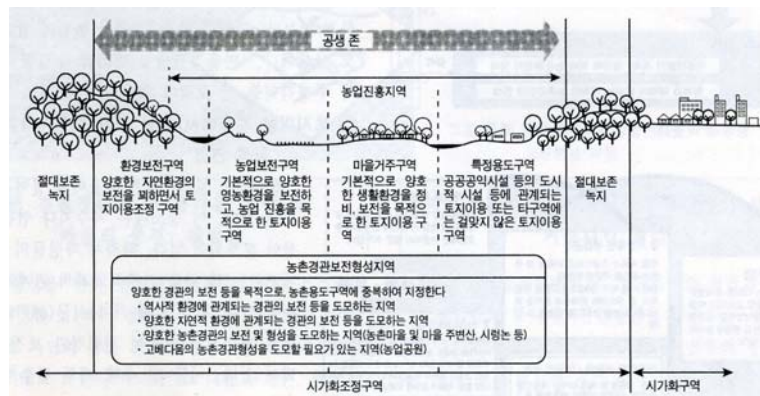 공생 존
농업진흥지역
절대보존
녹지
환경보전구역
양호한 자연환경의
보전을 꾀하면서 토
지이용조정 구역
농업보전구역
기본적으로 양호한
영농환경을 보전하
고, 농업 진흥을 목
적으로 한 토지이용
구역
마을거주구역
기본적으로 양호
한 생활환경을 정
비, 보전을 목적으
로 한 토지이용 구
역
특정용도구역
공공공익시설 등의 도시
적 시설 등에 관계되는
토지이용 또는 타구역에
는 걸맞지 않은 토지이용
구역
절대보존
녹지
농촌경관보전형성지역
양호한 경관의 보전 등을 목적으로, 농촌용도구역에 중복하여 지정한다
· 역사적 환경에 관계되는 경관의 보전 등을 도모하는 지역
· 양호한 자연적 환경에 관계되는 경관의 보전 등을 도모하는 지역
· 양호한 농촌경관의 보전 및 형성을 도모하는 지역(농촌마을 및 마을 주변산, 시랑논 등)
· 고베다움의 농촌경관형성을 도모할 필요가 있는 지역(농업공원)
시가화조정구역
시가화구역